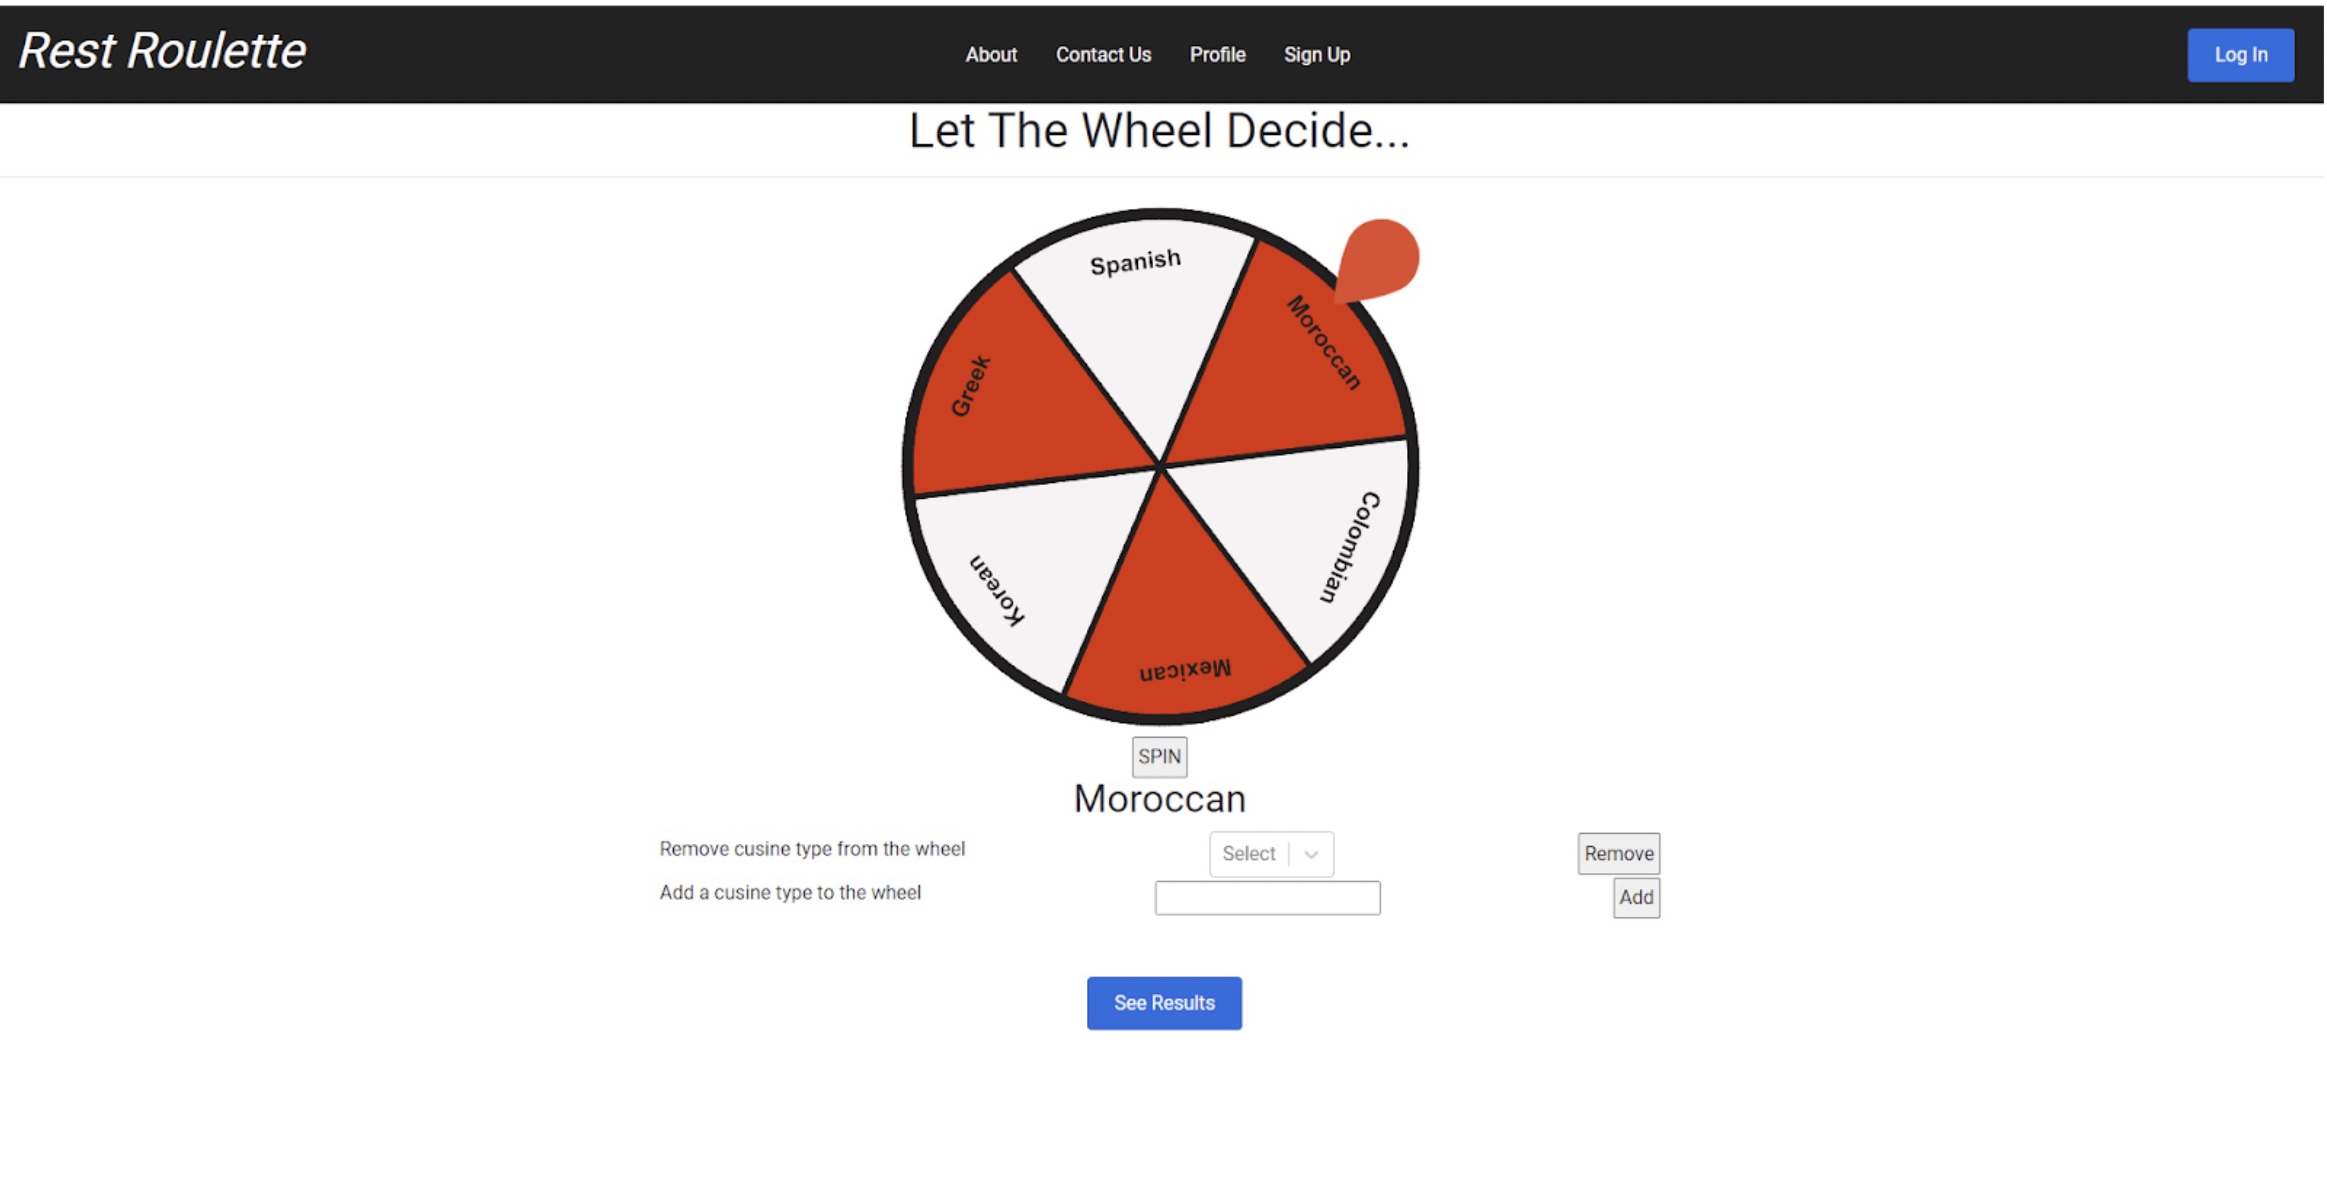 Rest Roulette
About Contact Us Profile Sign Up
Log In
Let The Wheel Decide...
Spanish
Moroccan
Greek
Colombian
Korean
Mexican
SPIN
Moroccan
Remove cusine type from the wheel Select Remove
Add a cusine type to the wheel Add
See Results